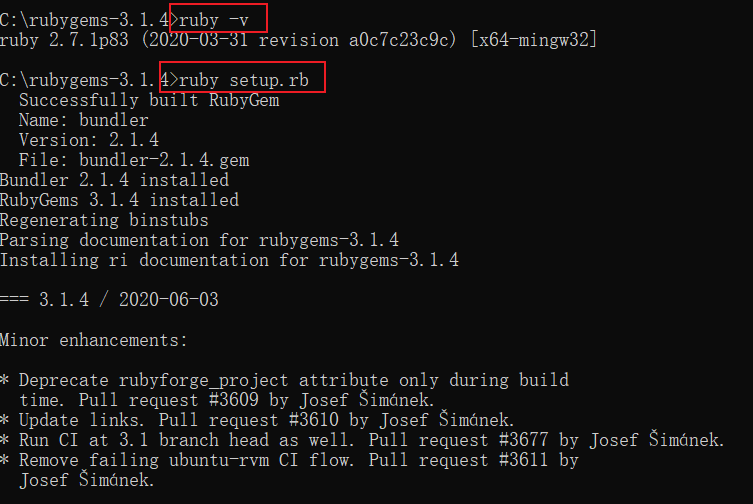 C:\rubygems-3.1.4>ruby -v
ruby 2.7.1p83 (2020-03-31 revision a0c7c23c9c) [x64-mingw32]
C:\rubygems-3.1.4>ruby setup.rb
  Successfully built RubyGem
  Name: bundler
  Version: 2.1.4
  File: bundler-2.1.4.gem
Bundler 2.1.4 installed
RubyGems 3.1.4 installed
Regenerating binstubs
Parsing documentation for rubygems-3.1.4
Installing ri documentation for rubygems-3.1.4
=== 3.1.4 / 2020-06-03
Minor enhancements:
* Deprecate rubyforge_project attribute only during build
  time. Pull request #3609 by Josef Šimánek.
* Update links. Pull request #3610 by Josef Šimánek.
* Run CI at 3.1 branch head as well. Pull request #3677 by Josef Šimánek.
* Remove failing ubuntu-rvm CI flow. Pull request #3611 by
  Josef Šimánek.